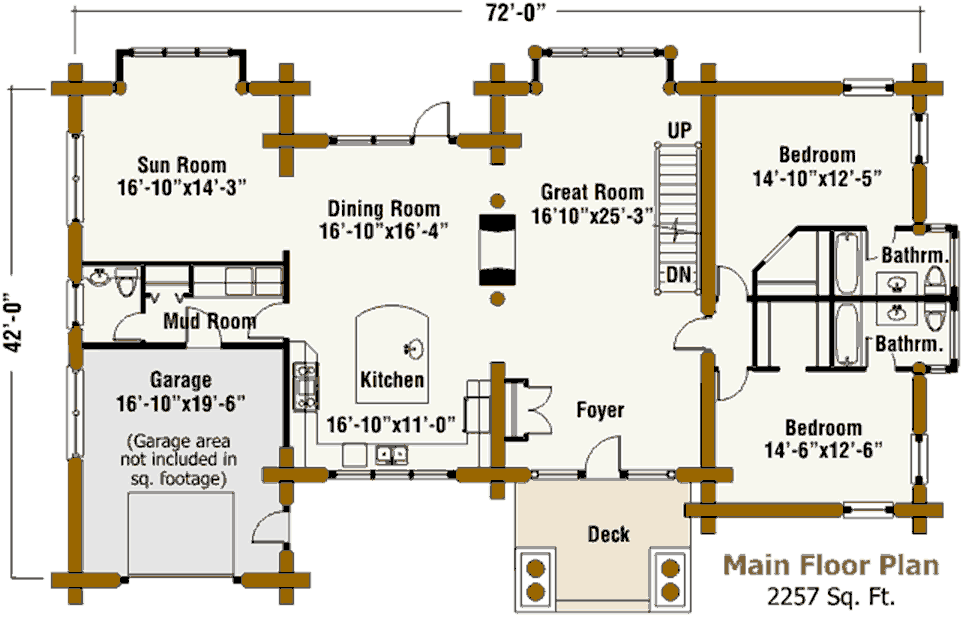 72'-0"
42'-0"
Sun Room
16'-10"x14'-3"
Dining Room
16'-10"x16'-4"
Great Room
16'10"x25'-3"
UP
DN
Bedroom
14'-10"x12'-5"
Bathrm.
Bathrm.
Mud Room
Garage
16'-10"x19'-6"
(Garage area
not included in
sq. footage)
Kitchen
16'-10"x11'-0"
Foyer
Bedroom
14'-6"x12'-6"
Deck
Main Floor Plan
2257 Sq. Ft.